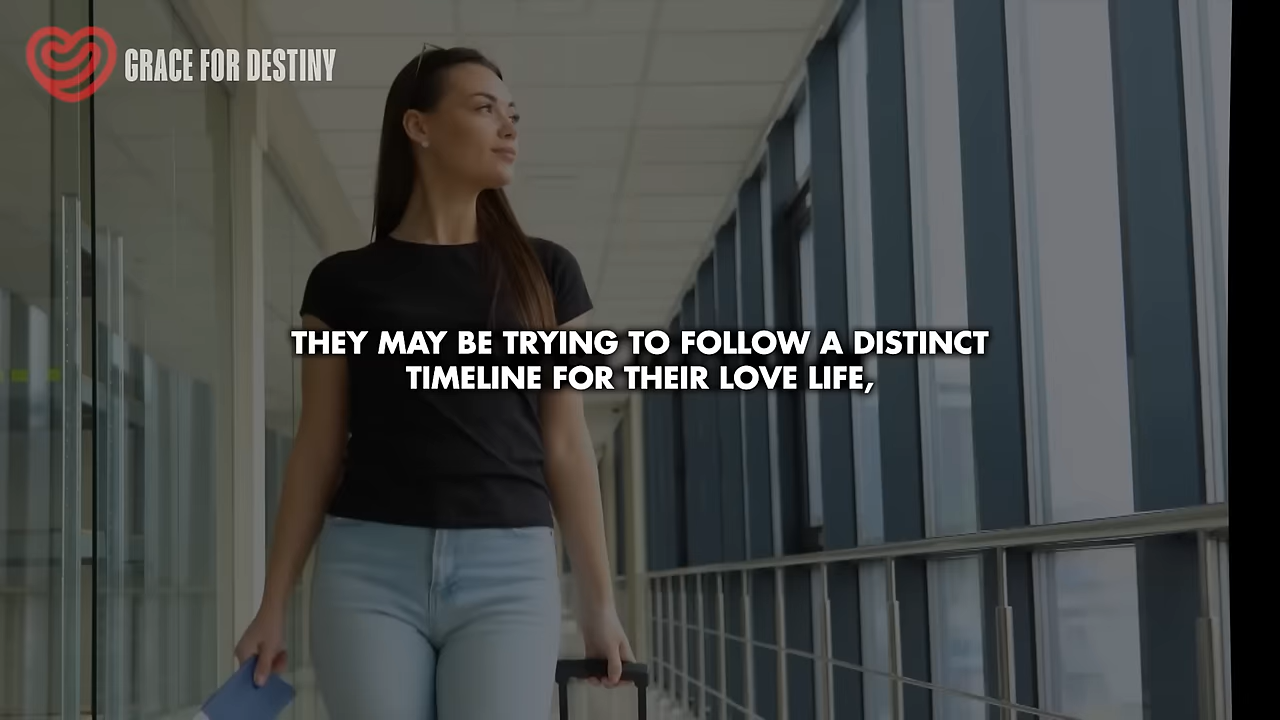 GRACE FOR DESTINY
THEY MAY BE TRYING TO FOLLOW A DISTINCT
TIMELINE FOR THEIR LOVE LIFE,